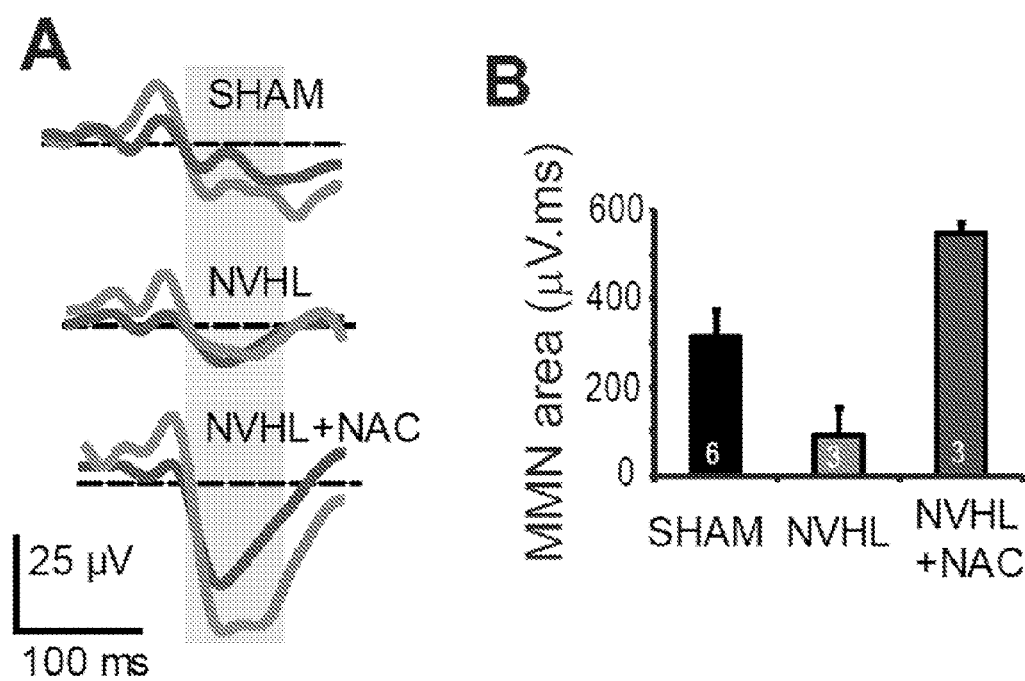 A
SHAM
NVHL
NVHL+NAC
25 µV
100 ms
B
MMN area (µV.ms)
600
400
200
0
6
3
3
SHAM
NVHL
NVHL
+NAC